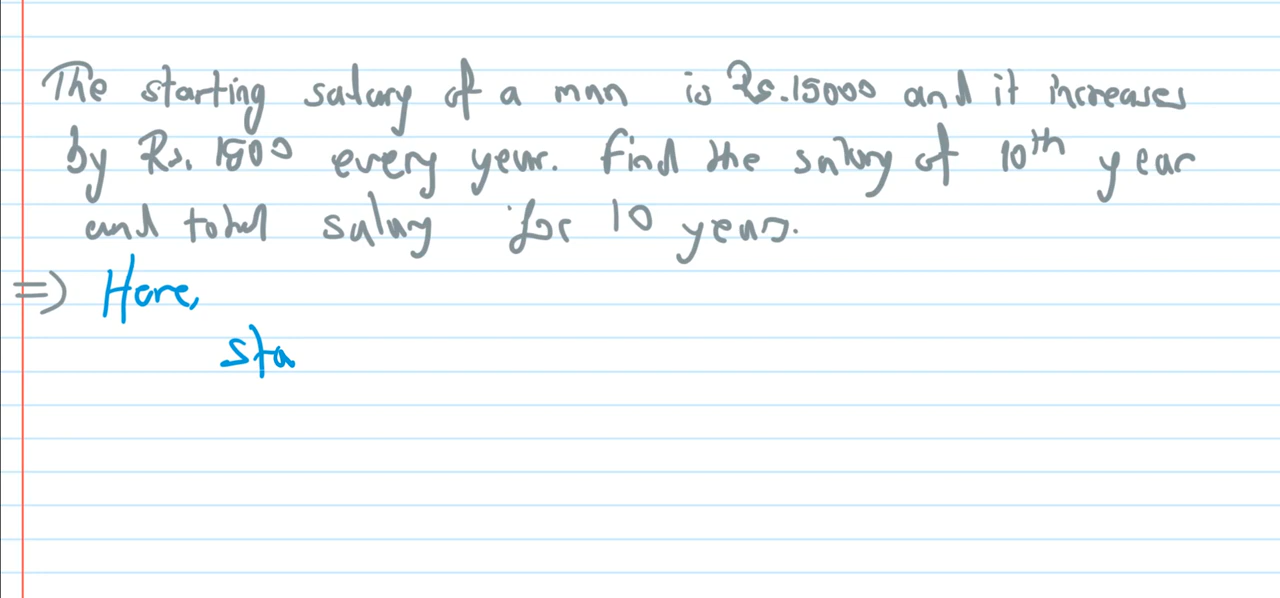 The starting salary of a man is Rs.15000 and it increases
by Rs. 1500 every year. Find the salary of 10th year
and total salary for 10 years.
=> Here,
sta